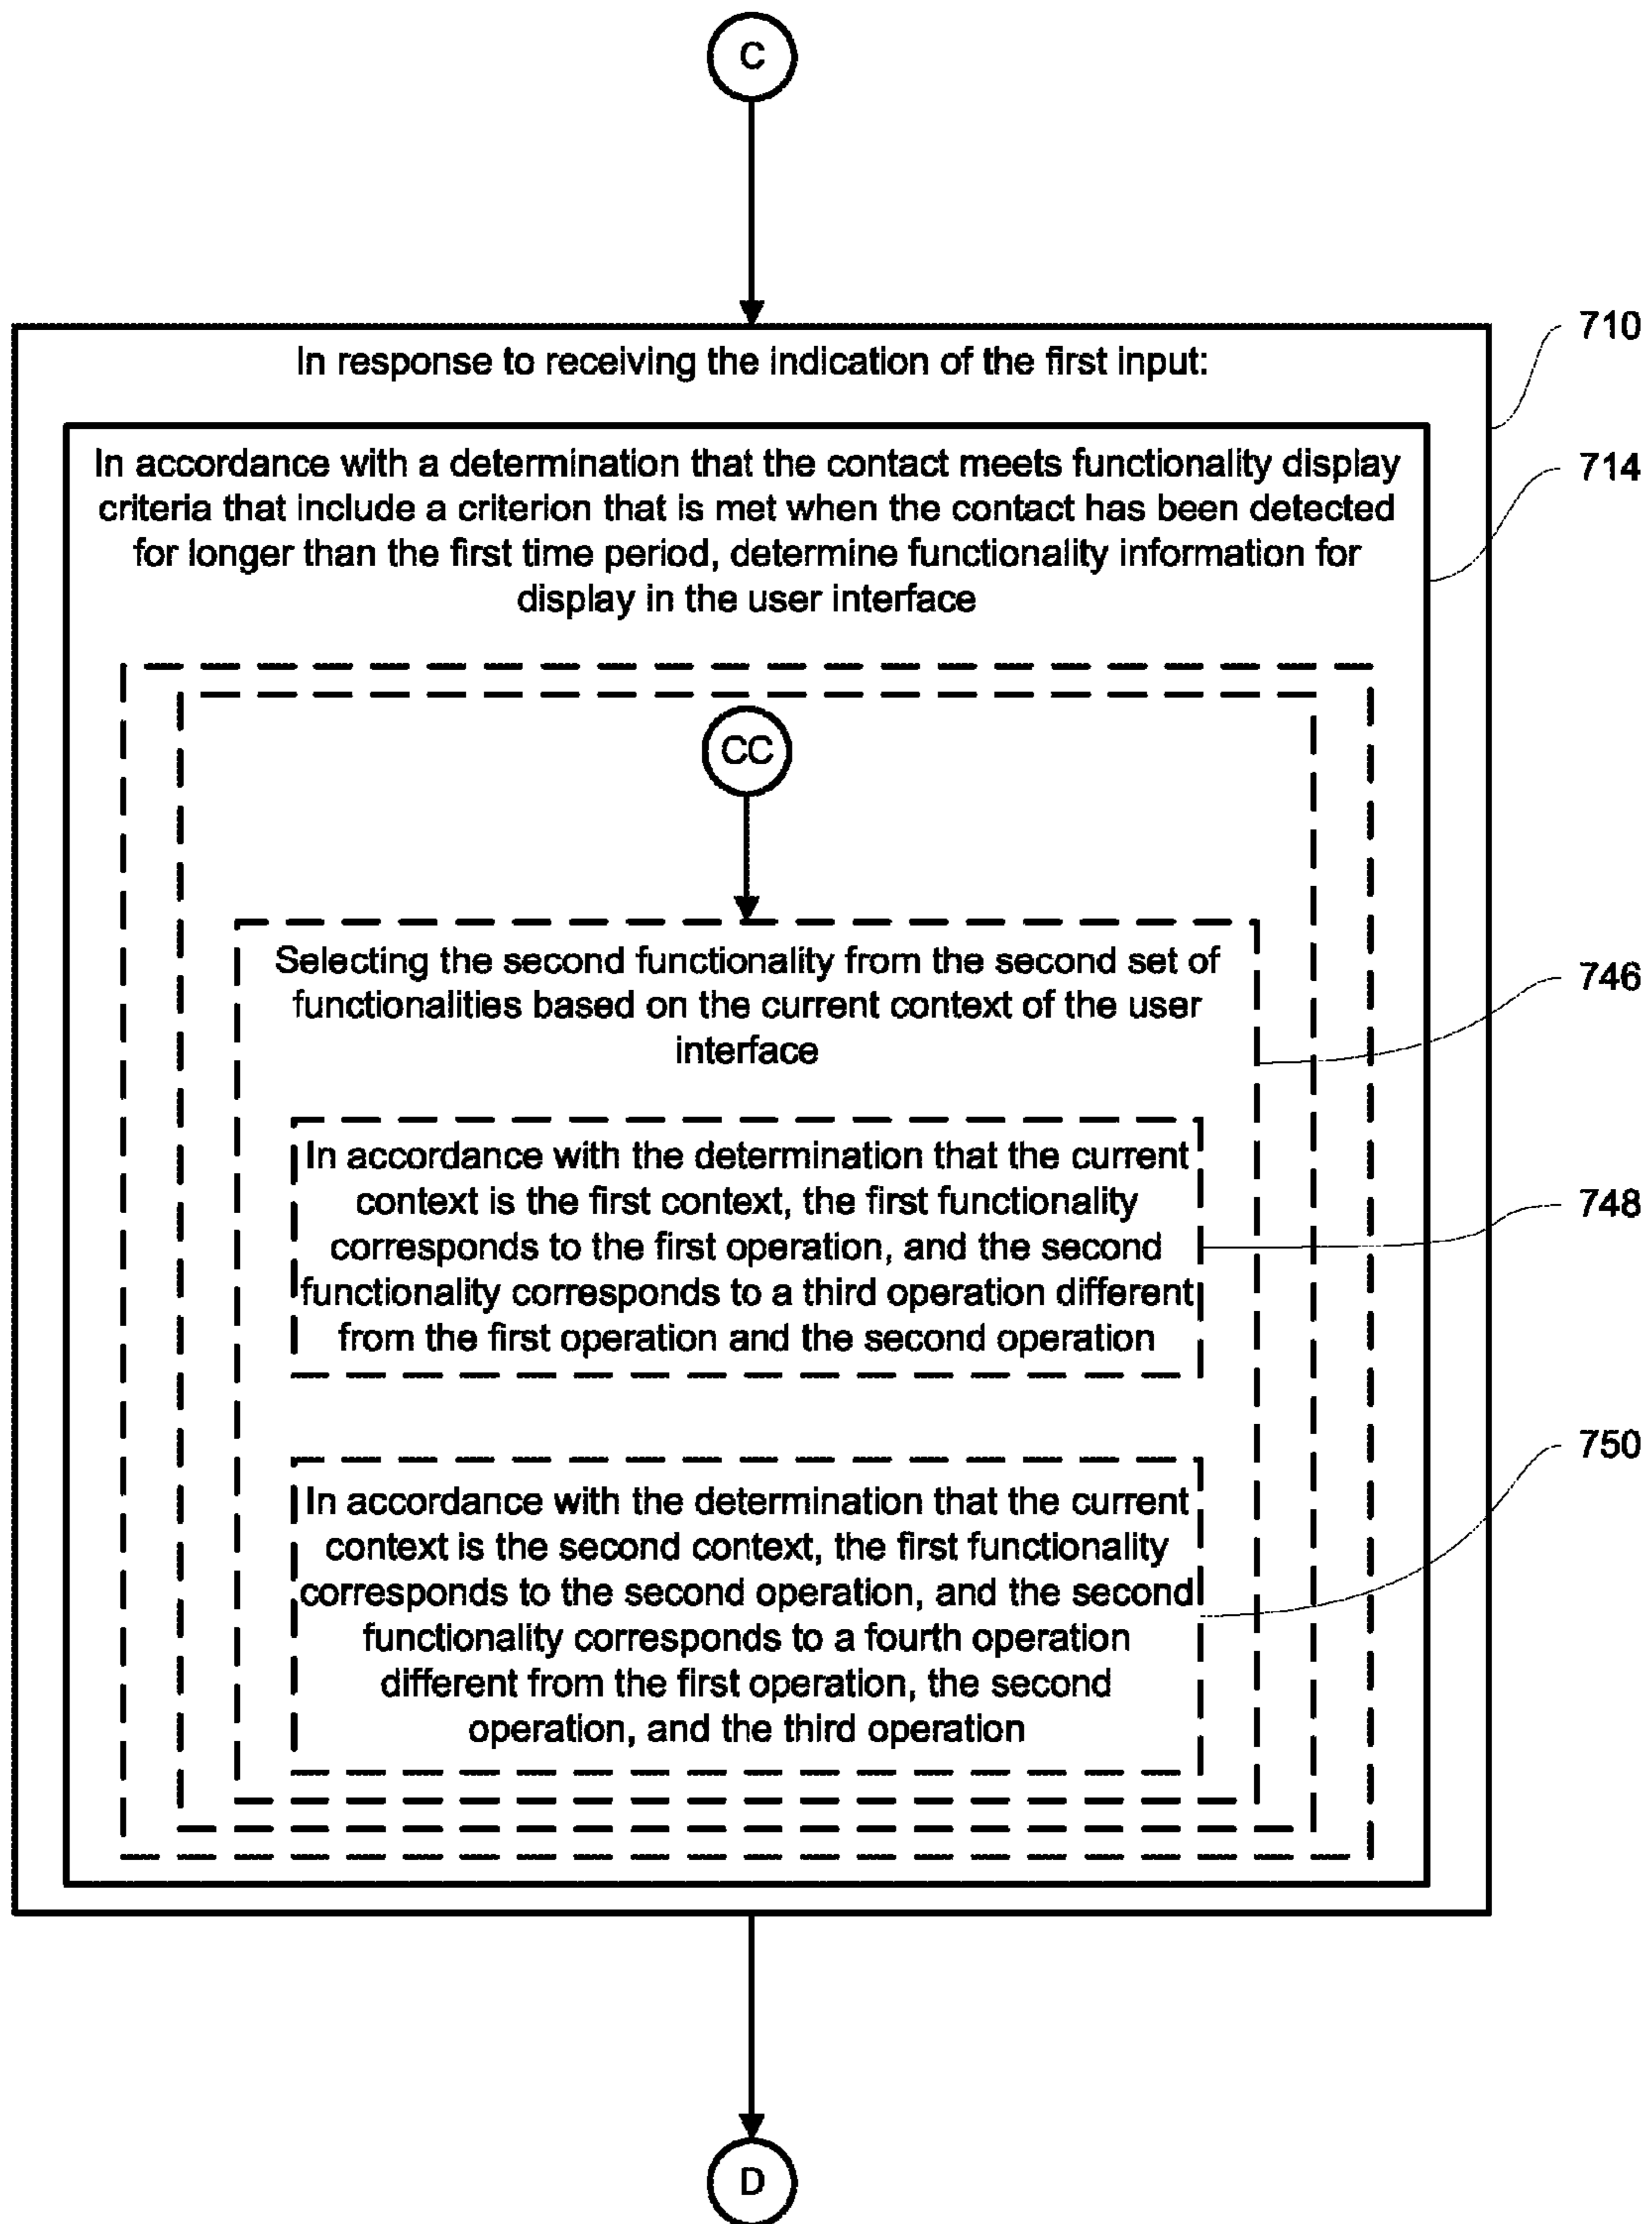 C
In response to receiving the indication of the first input:
710
In accordance with a determination that the contact meets functionality display
criteria that include a criterion that is met when the contact has been detected
for longer than the first time period, determine functionality information for
display in the user interface
714
CC
Selecting the second functionality from the second set of
functionalities based on the current context of the user
interface
746
In accordance with the determination that the current
context is the first context, the first functionality
corresponds to the first operation, and the second
functionality corresponds to a third operation different
from the first operation and the second operation
748
In accordance with the determination that the current
context is the second context, the first functionality
corresponds to the second operation, and the second
functionality corresponds to a fourth operation
different from the first operation, the second
operation, and the third operation
750
D